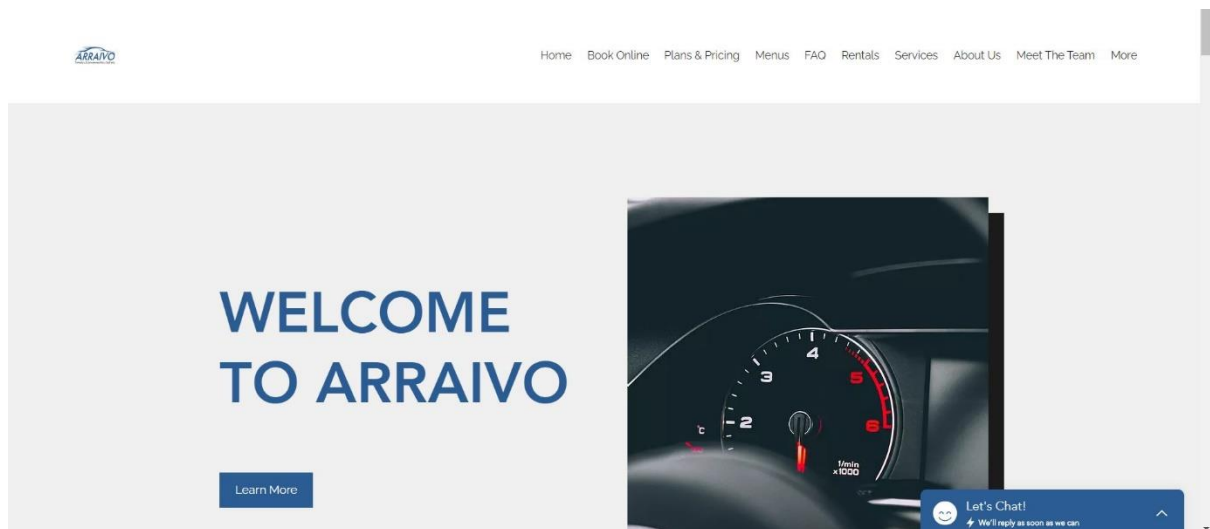 ARRAIVO
Home Book Online Plans & Pricing Menus FAQ Rentals Services About Us Meet The Team More
WELCOME
TO ARRAIVO
Learn More
4
3
5
2
6
°C
1/min
x1000
Let's Chat!
We'll reply as soon as we can